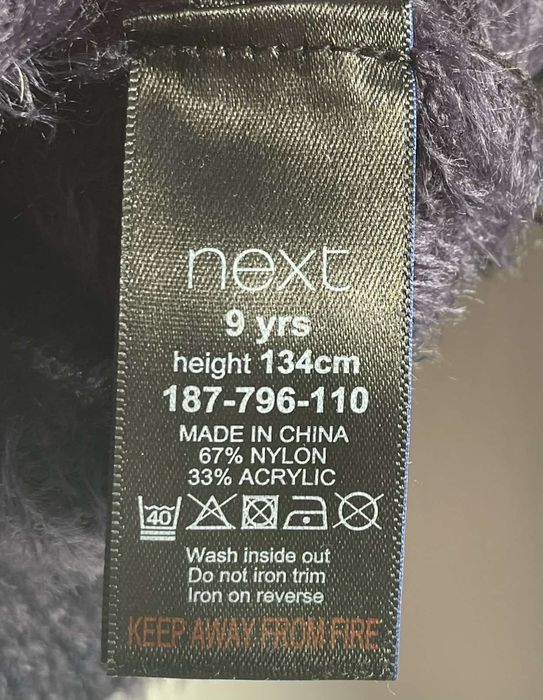 next
9 yrs
height 134cm
187-796-110
MADE IN CHINA
67% NYLON
33% ACRYLIC
40
Wash inside out
Do not iron trim
Iron on reverse
KEEP AWAY FROM FIRE